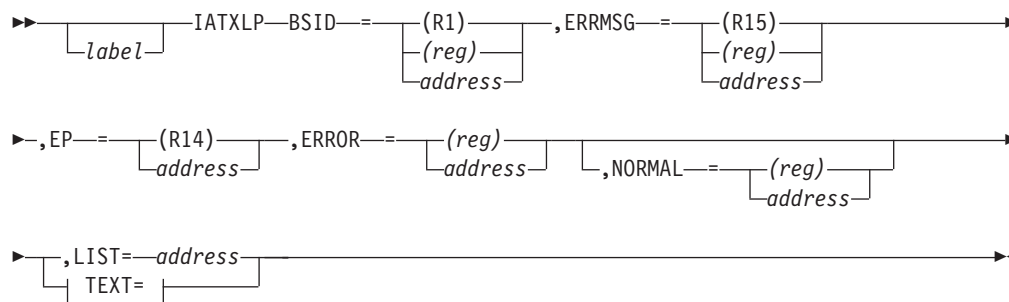 IATXLP BSID = (R1) ,ERRMSG = (R15)
label (reg) (reg)
address address
,EP = (R14) ,ERROR = (reg)
address address ,NORMAL = (reg)
address
,LIST= address
TEXT=